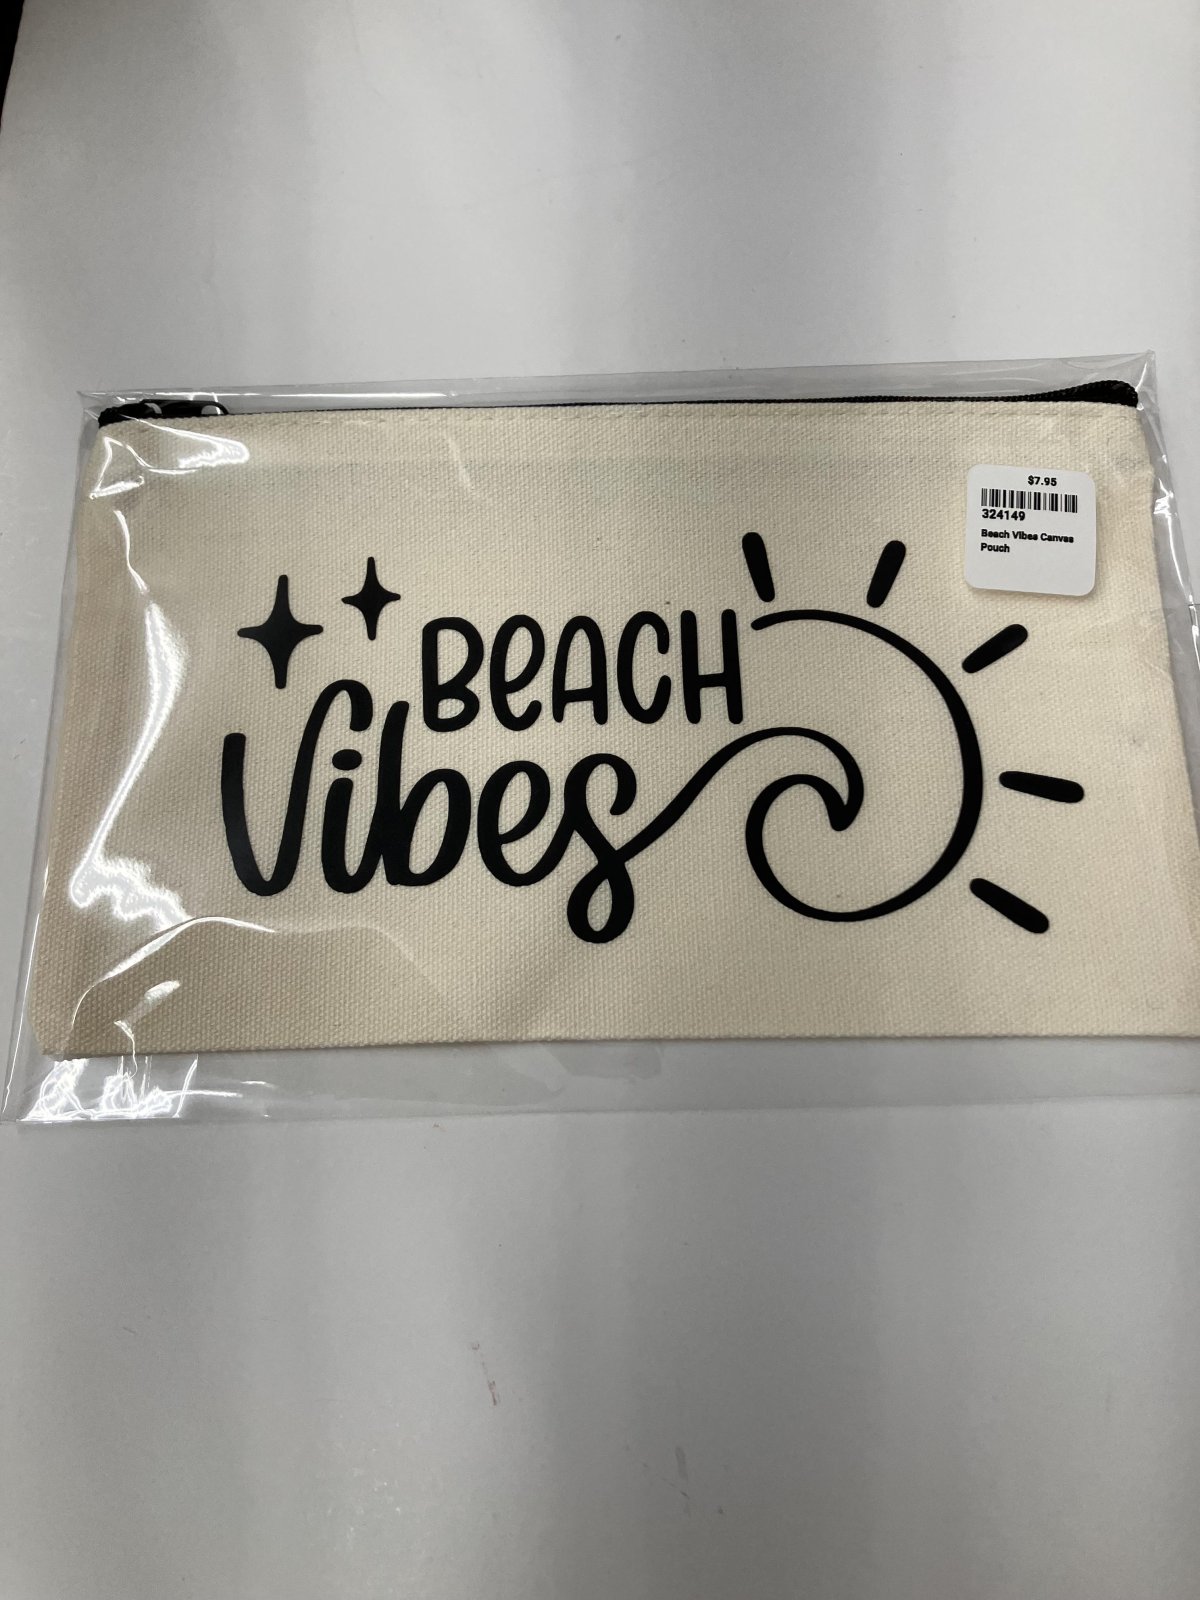 $7.95
324149
Beach Vibes Canvas
Pouch
BeACH
Vibes